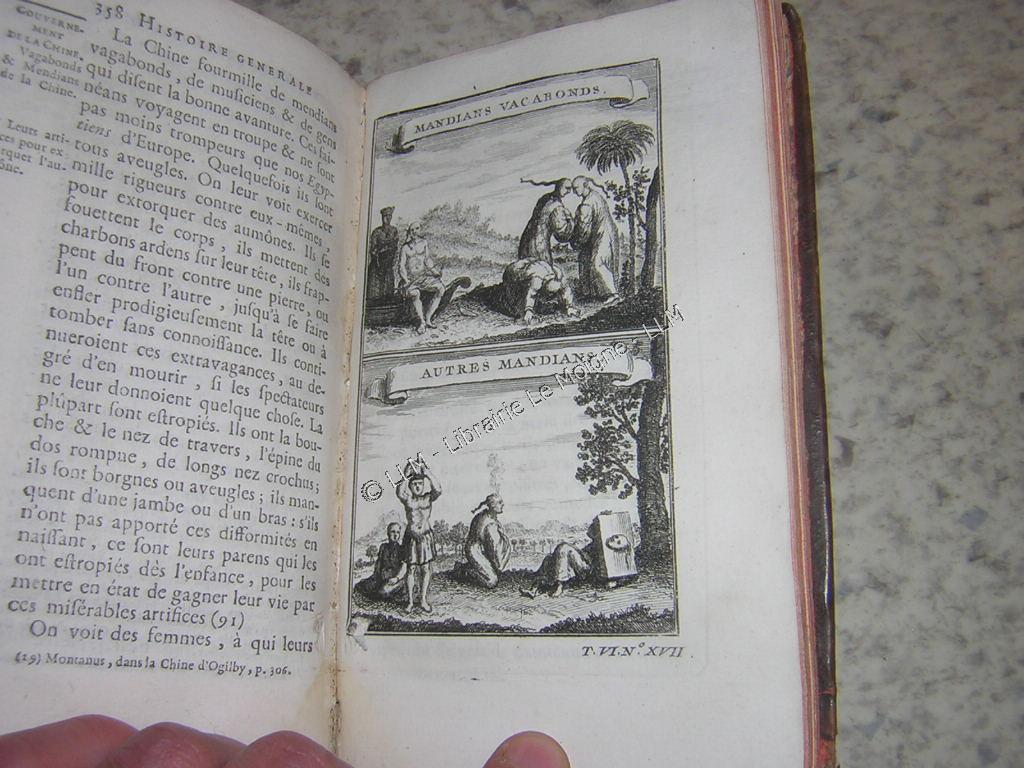 358 HISTOIRE GENERALE
GOUVERNE-
MENT
DE LA CHINE.
Vagabonds
& Mendians
de la Chine.
Leurs arti-
ces pour ex
rquer l'au-
ône.
La Chine fourmille de mendians
vagabonds, de musiciens & de gens
qui disent la bonne avanture. Ces fai-
néans voyagent en troupe & ne sont
pas moins trompeurs que nos Egyp-
tiens d'Europe. Quelquefois ils sont
tous aveugles. On leur voit exercer
mille rigueurs contre eux-mêmes,
pour extorquer des aumônes. Ils se
fouettent le corps, ils mettent des
charbons ardens sur leur tête, ils frap-
pent du front contre une pierre, ou
l'un contre l'autre, jusqu'à se faire
enfler prodigieusement la tête ou à
tomber sans connoissance. Ils conti-
nueroient ces extravagances, au de-
gré d'en mourir, si les spectateurs
ne leur donnoient quelque chose. La
plûpart sont estropiés. Ils ont la bou-
che & le nez de travers, l'épine du
dos rompue, de longs nez crochus;
ils sont borgnes ou aveugles; ils man-
quent d'une jambe ou d'un bras: s'ils
n'ont pas apporté ces difformités en
naissant, ce sont leurs parens qui les
ont estropiés dès l'enfance, pour les
mettre en état de gagner leur vie par
ces misérables artifices (91)
On voit des femmes, à qui leurs
(19) Montanus, dans la Chine d'Ogilby, p. 306.
MANDIANS VACABONDS.
AUTRES MANDIANS
T. VI. N.º XVII.
© LLM - Librairie Le Moigne - LLM